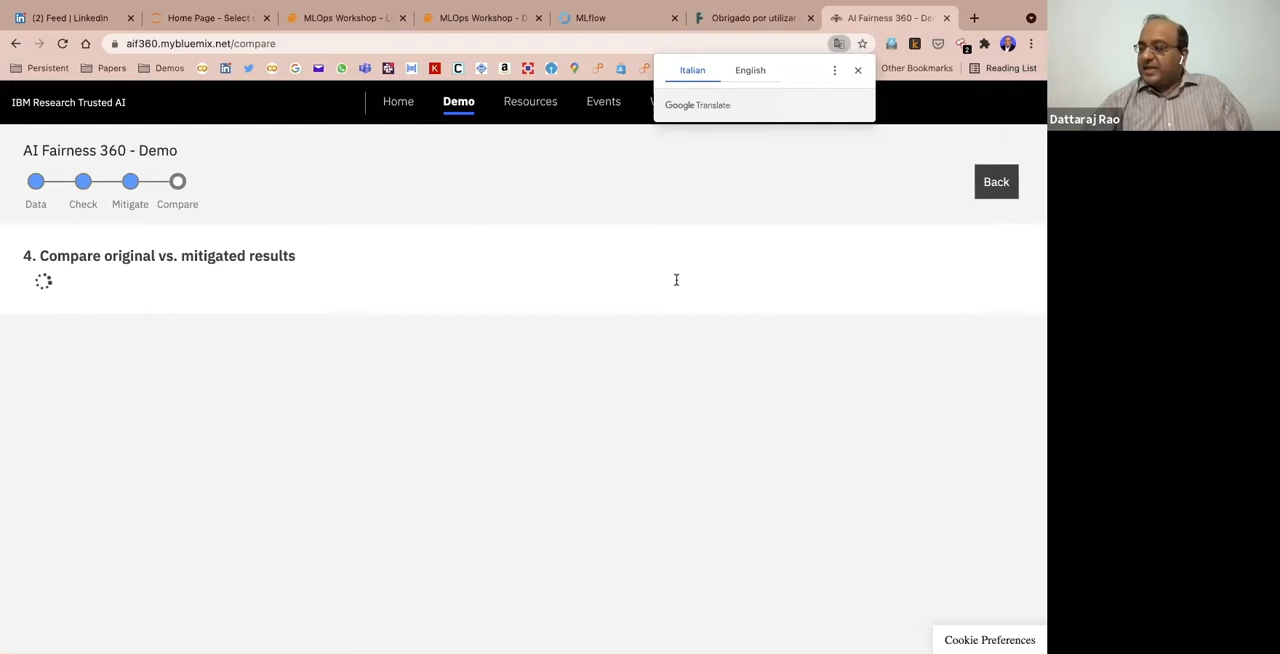 (2) Feed | LinkedIn
Home Page - Select
MLOps Workshop - L
MLOps Workshop - D
MLflow
Obrigado por utilizar
AI Fairness 360 - De
aif360.mybluemix.net/compare
2
Persistent
Papers
Demos
Other Bookmarks
Reading List
Italian
English
Google Translate
IBM Research Trusted AI
Home
Demo
Resources
Events
AI Fairness 360 - Demo
Data
Check
Mitigate
Compare
Back
4. Compare original vs. mitigated results
Cookie Preferences
Dattaraj Rao